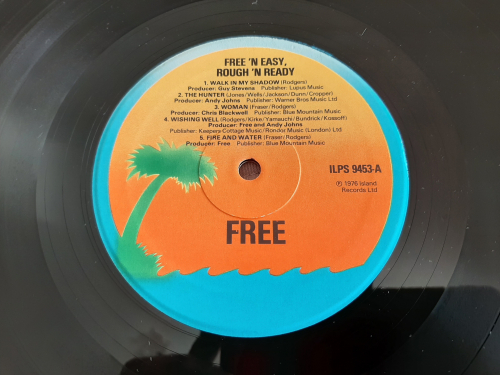 FREE 'N EASY,
ROUGH 'N READY
1. WALK IN MY SHADOW (Rodgers)
Producer: Guy Stevens Publisher: Lupus Music
2. THE HUNTER (Jones/Wells/Jackson/Dunn/Cropper)
Producer: Andy Johns Publisher: Warner Bros Music Ltd
3. WOMAN (Fraser/Rodgers)
Producer: Chris Blackwell Publisher: Blue Mountain Music
4. WISHING WELL (Rodgers/Kirke/Yamauchi/Bundrick/Kossoff)
Producer: Free and Andy Johns
Publisher: Keepers-Cottage Music/Rondor Music (London) Ltd
5. FIRE AND WATER (Fraser/Rodgers)
Producer: Free Publisher: Blue Mountain Music
ILPS 9453-A
℗ 1976 Island
Records Ltd
FREE